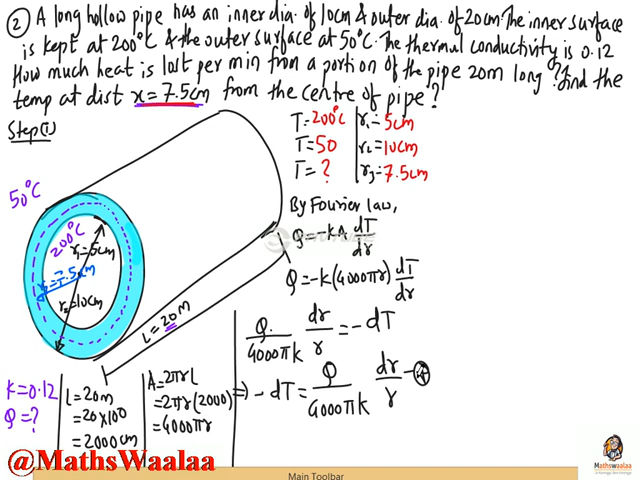 ② A long hollow pipe has an inner dia. of 10cm & outer dia. of 20cm. The inner surface
is kept at 200°C & the outer surface at 50°C. The thermal conductivity is 0.12
How much heat is lost per min from a portion of the pipe 20m long? Find the
temp at dist x = 7.5cm from the centre of pipe?
Step(1)
T = 200°C r₁ = 5cm
T = 50 r₂ = 10cm
T = ? r₃ = 7.5cm
50°C
200°C
r₁ = 5cm
r₃ = 7.5cm
r₂ = 10cm
L = 20M
By Fourier law,
Q = -KA dT/dr
Q = -K(4000πr) dT/dr
Q/4000πK dr/r = -dT
=> -dT = Q/4000πK dr/r -④
K = 0.12
Q = ?
L = 20m
= 20×100
= 2000cm
A = 2πrL
= 2πr(2000)
= 4000πr
@MathsWaalaa
Mathswaalaa
Main Toolbar